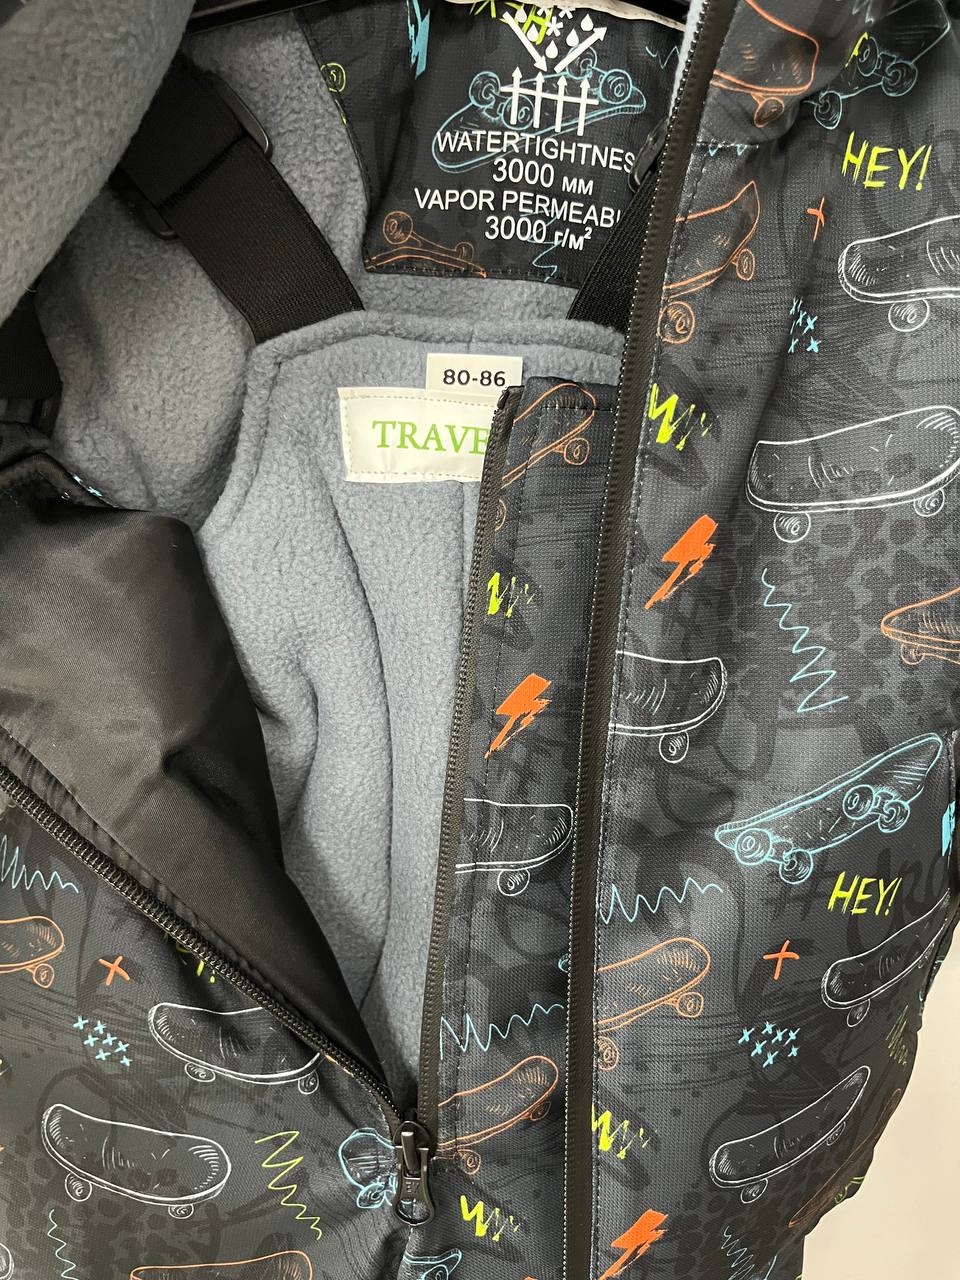 WATERTIGHTNES
3000 мм
VAPOR PERMEABI
3000 г/м²
HEY!
80-86
TRAVE
HEY!